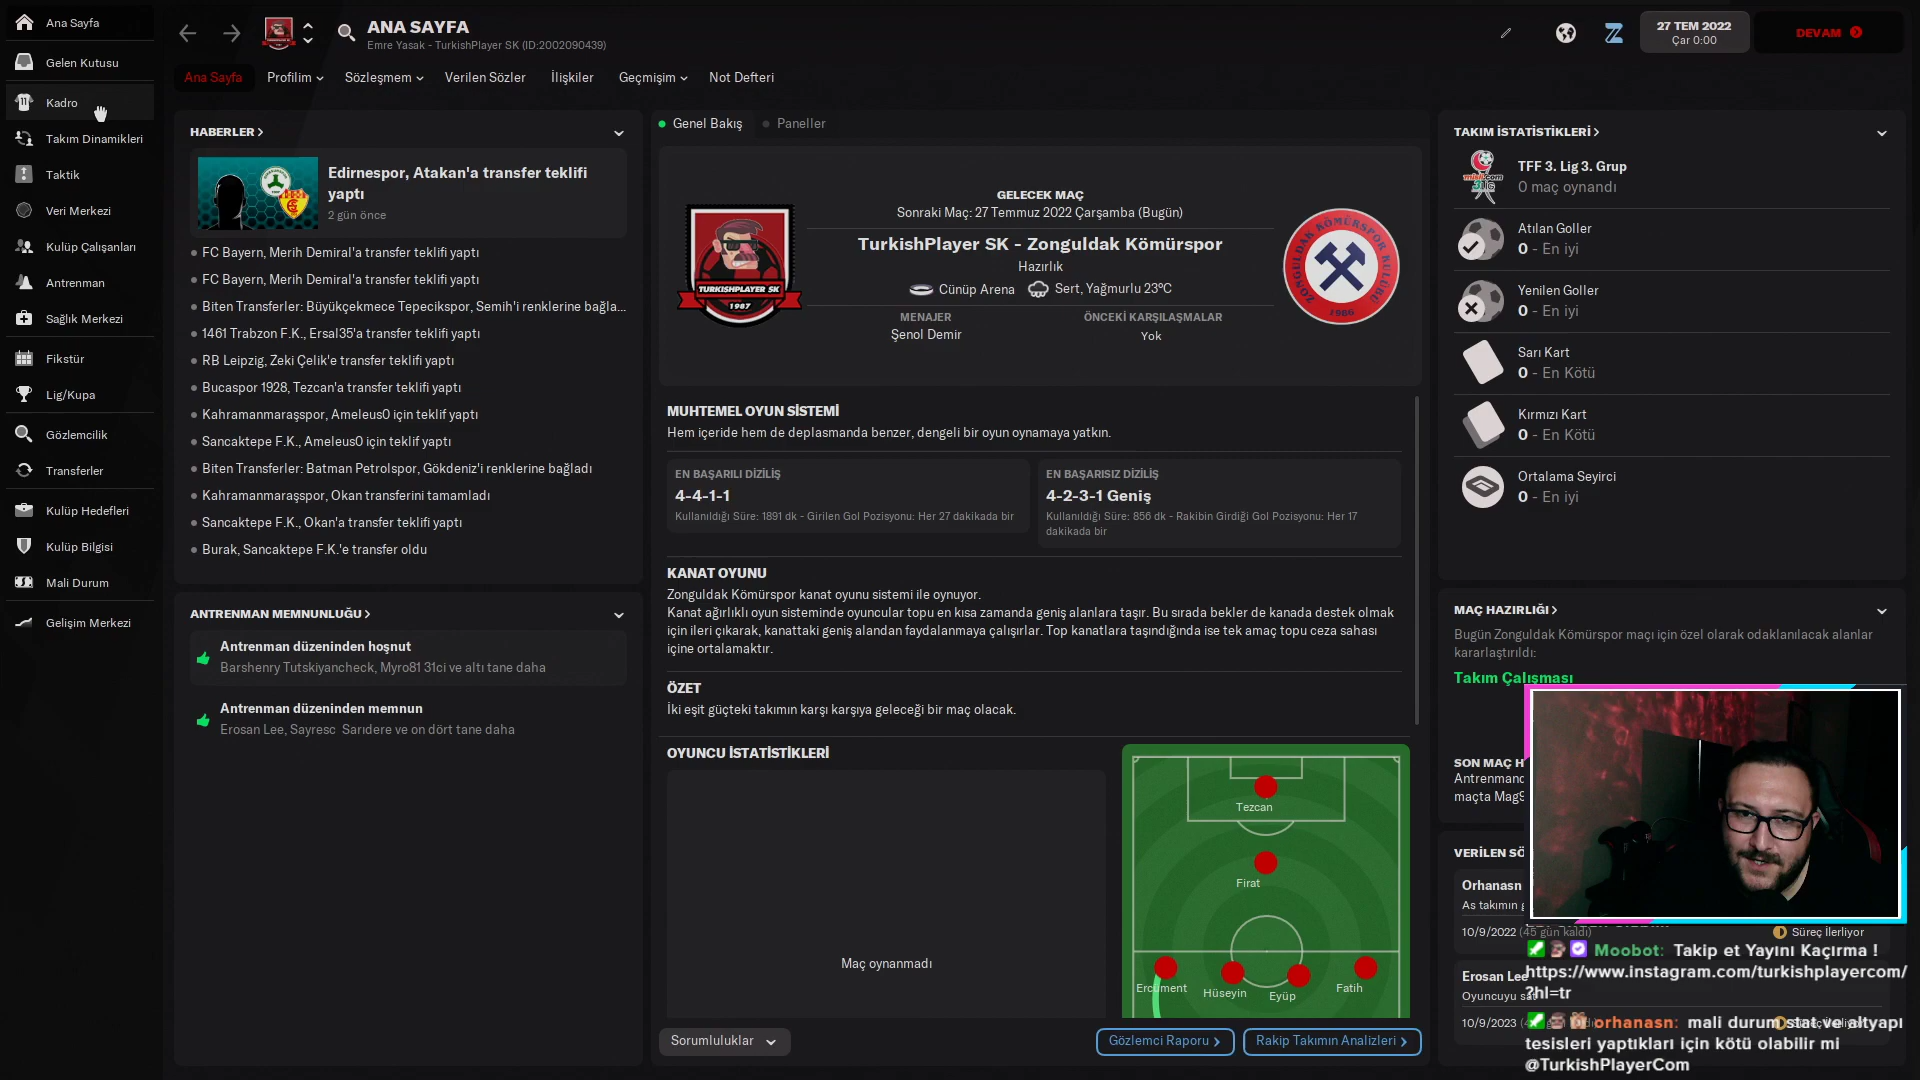 Ana Sayfa
Gelen Kutusu
Kadro
Takım Dinamikleri
Taktik
Veri Merkezi
Kulüp Çalışanları
Antrenman
Sağlık Merkezi
Fikstür
Lig/Kupa
Gözlemcilik
Transferler
Kulüp Hedefleri
Kulüp Bilgisi
Mali Durum
Gelişim Merkezi
ANA SAYFA
Emre Yasak - TurkishPlayer SK (ID:2002090439)
27 TEM 2022
Çar 0:00
DEVAM
Ana Sayfa Profilim Sözleşmem Verilen Sözler İlişkiler Geçmişim Not Defteri
HABERLER
Edirnespor, Atakan'a transfer teklifi
yaptı
2 gün önce
FC Bayern, Merih Demiral'a transfer teklifi yaptı
FC Bayern, Merih Demiral'a transfer teklifi yaptı
Biten Transferler: Büyükçekmece Tepecikspor, Semih'i renklerine bağla...
1461 Trabzon F.K., Ersal35'a transfer teklifi yaptı
RB Leipzig, Zeki Çelik'e transfer teklifi yaptı
Bucaspor 1928, Tezcan'a transfer teklifi yaptı
Kahramanmaraşspor, Ameleus0 için teklif yaptı
Sancaktepe F.K., Ameleus0 için teklif yaptı
Biten Transferler: Batman Petrolspor, Gökdeniz'i renklerine bağladı
Kahramanmaraşspor, Okan transferini tamamladı
Sancaktepe F.K., Okan'a transfer teklifi yaptı
Burak, Sancaktepe F.K.'e transfer oldu
ANTRENMAN MEMNUNLUĞU
Antrenman düzeninden hoşnut
Barshenry Tutskiyancheck, Myro81 31ci ve altı tane daha
Antrenman düzeninden memnun
Erosan Lee, Sayresc Sarıdere ve on dört tane daha
Genel Bakış Paneller
GELECEK MAÇ
Sonraki Maç: 27 Temmuz 2022 Çarşamba (Bugün)
TurkishPlayer SK - Zonguldak Kömürspor
Hazırlık
Cünüp Arena Sert, Yağmurlu 23°C
MENAJER
Şenol Demir
ÖNCEKİ KARŞILAŞMALAR
Yok
TURKISHPLAYER SK
1987
ZONGULDAK KÖMÜRSPOR KULÜBÜ
1986
MUHTEMEL OYUN SİSTEMİ
Hem içeride hem de deplasmanda benzer, dengeli bir oyun oynamaya yatkın.
EN BAŞARILI DİZİLİŞ
4-4-1-1
Kullanıldığı Süre: 1891 dk - Girilen Gol Pozisyonu: Her 27 dakikada bir
EN BAŞARISIZ DİZİLİŞ
4-2-3-1 Geniş
Kullanıldığı Süre: 856 dk - Rakibin Girdiği Gol Pozisyonu: Her 17
dakikada bir
KANAT OYUNU
Zonguldak Kömürspor kanat oyunu sistemi ile oynuyor.
Kanat ağırlıklı oyun sisteminde oyuncular topu en kısa zamanda geniş alanlara taşır. Bu sırada bekler de kanada destek olmak
için ileri çıkarak, kanattaki geniş alandan faydalanmaya çalışırlar. Top kanatlara taşındığında ise tek amaç topu ceza sahası
içine ortalamaktır.
ÖZET
İki eşit güçteki takımın karşı karşıya geleceği bir maç olacak.
OYUNCU İSTATİSTİKLERİ
Maç oynanmadı
Tezcan
Firat
Ercüment
Hüseyin
Eyüp
Fatih
Sorumluluklar
Gözlemci Raporu
Rakip Takımın Analizleri
TAKIM İSTATİSTİKLERİ
TFF 3. Lig 3. Grup
0 maç oynandı
Atılan Goller
0 - En iyi
Yenilen Goller
0 - En iyi
Sarı Kart
0 - En Kötü
Kırmızı Kart
0 - En Kötü
Ortalama Seyirci
0 - En iyi
MAÇ HAZIRLIĞI
Bugün Zonguldak Kömürspor maçı için özel olarak odaklanılacak alanlar
kararlaştırıldı:
Takım Çalışması
SON MAÇ H
Antrenmand
maçta Mag9
VERİLEN SÖ
Orhanasn
As takımın g
10/9/2022 (45 gün kaldı) Süreç İlerliyor
Erosan Lee
Oyuncuyu sat
10/9/2023
Moobot: Takip et Yayını Kaçırma !
https://www.instagram.com/turkishplayercom/
?hl=tr
orhanasn: mali durum stat ve altyapı
tesisleri yaptıkları için kötü olabilir mi
@TurkishPlayerCom